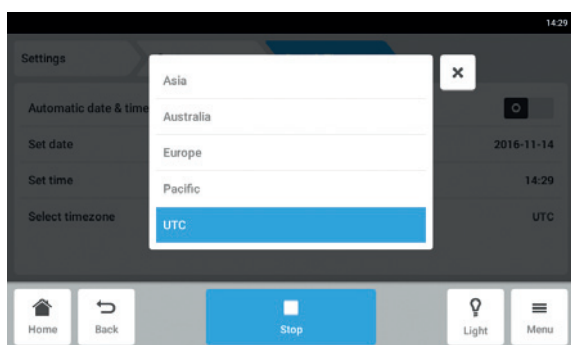 14:29
Settings
Asia
Automatic date & time
Australia
Set date
Europe
2016-11-14
Set time
Pacific
14:29
Select timezone
UTC
UTC
Home
Back
Stop
Light
Menu